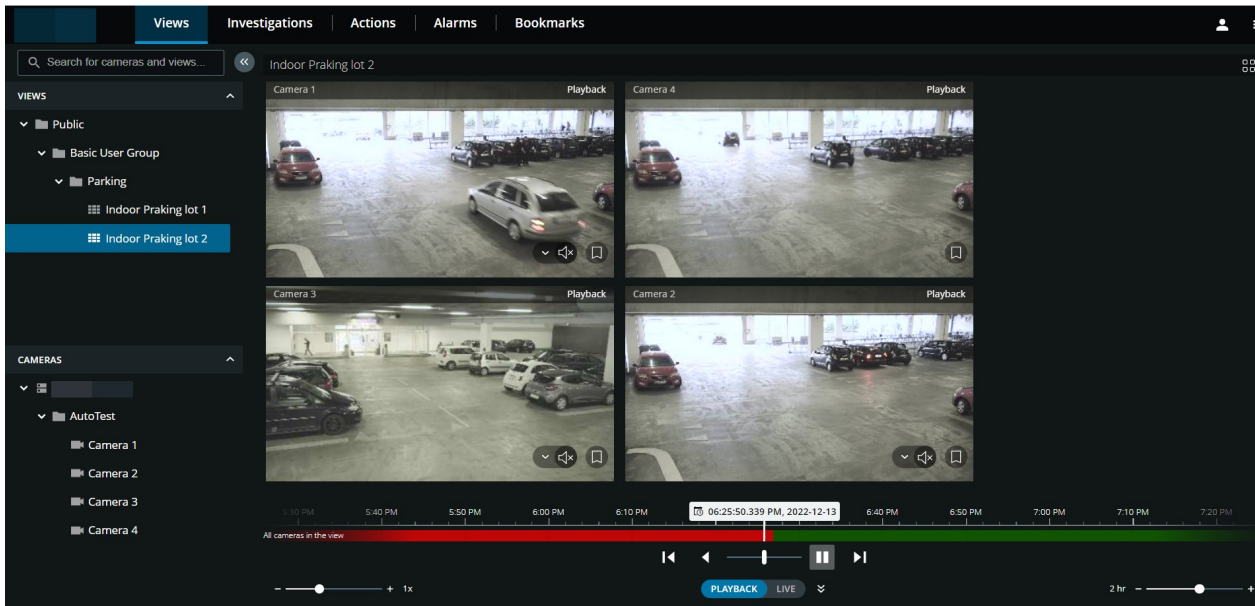 Views Investigations Actions Alarms Bookmarks
Search for cameras and views...
Indoor Praking lot 2
VIEWS
Public
Basic User Group
Parking
Indoor Praking lot 1
Indoor Praking lot 2
CAMERAS
AutoTest
Camera 1
Camera 2
Camera 3
Camera 4
Camera 1 Playback
Camera 4 Playback
Camera 3 Playback
Camera 2 Playback
5:30 PM 5:40 PM 5:50 PM 6:00 PM 6:10 PM 06:25:50.339 PM, 2022-12-13 6:40 PM 6:50 PM 7:00 PM 7:10 PM 7:20 PM
All cameras in the view
- + 1x
PLAYBACK LIVE
2 hr - +